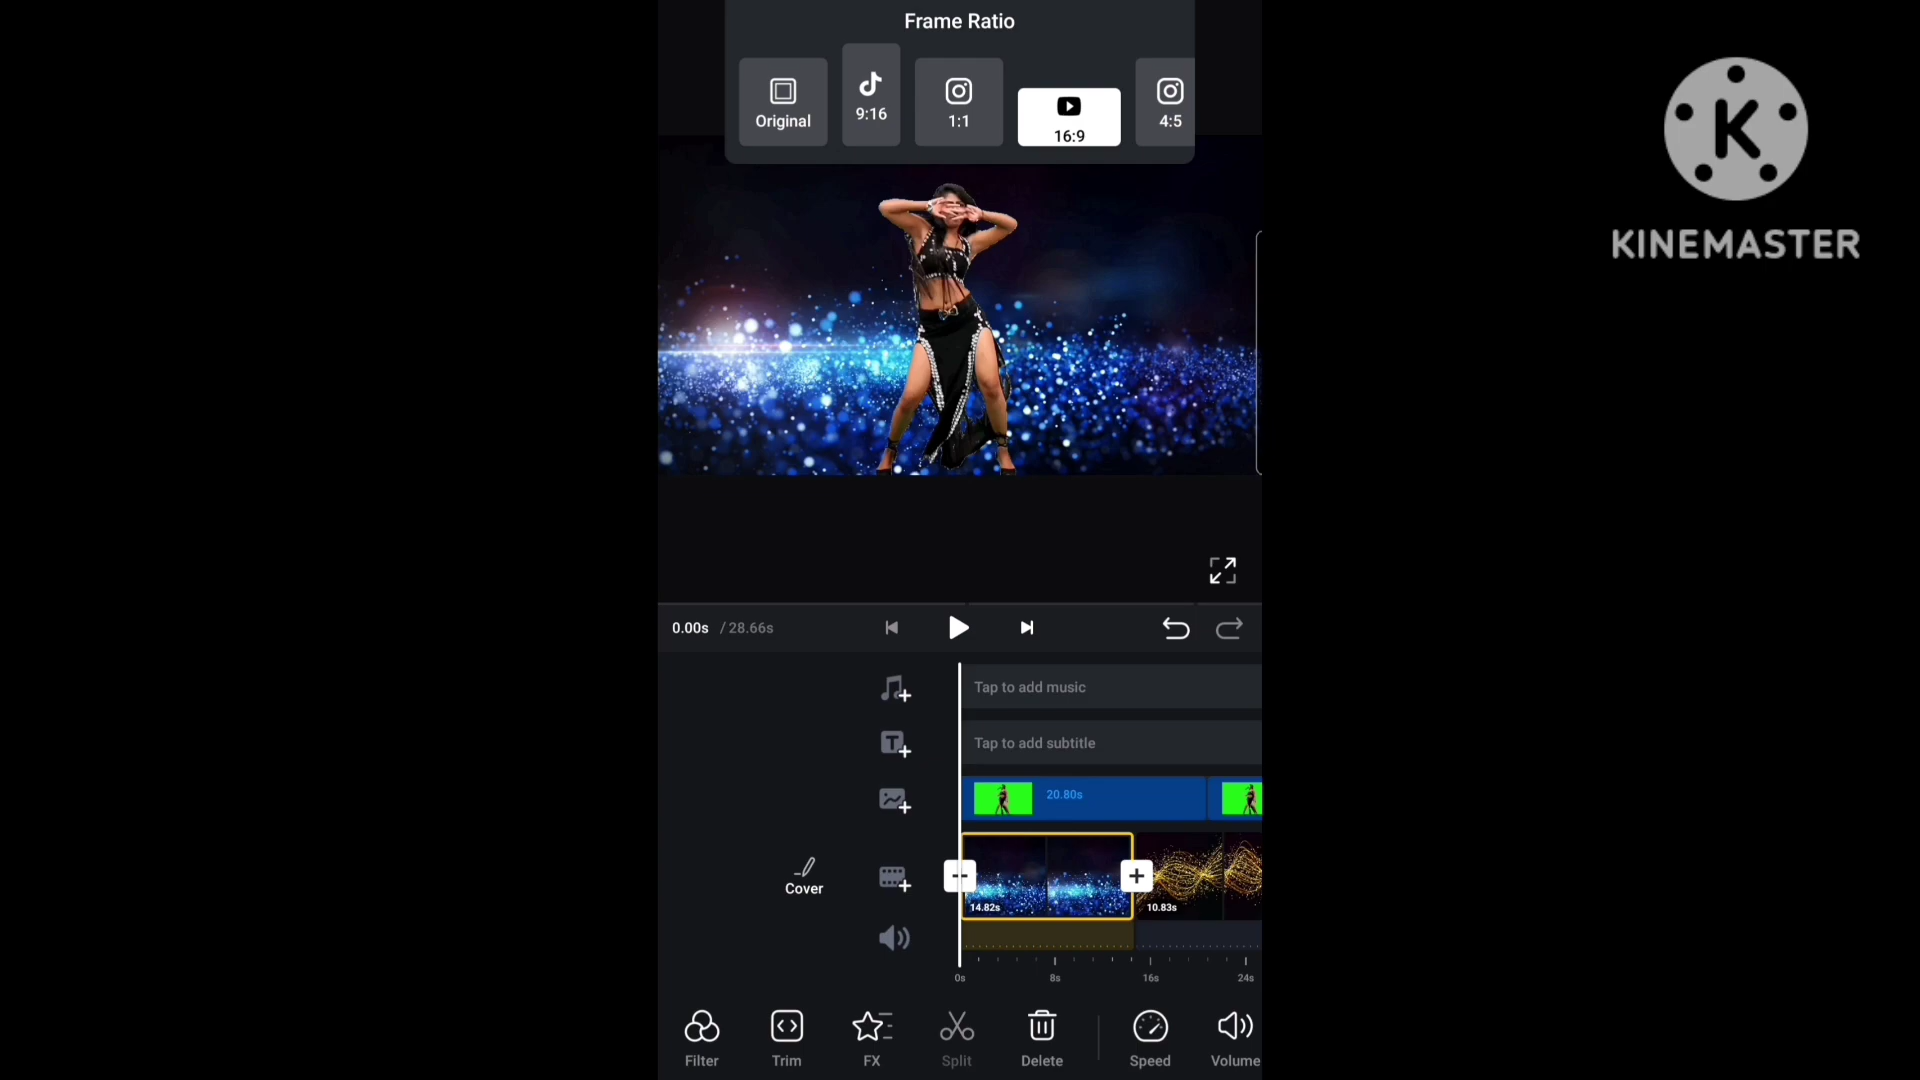 Frame Ratio
Original
9:16
1:1
16:9
4:5
K
KINEMASTER
0.00s / 28.66s
Tap to add music
Tap to add subtitle
20.80s
Cover
14.82s
10.83s
0s 8s 16s 24s
Filter Trim FX Split Delete Speed Volume